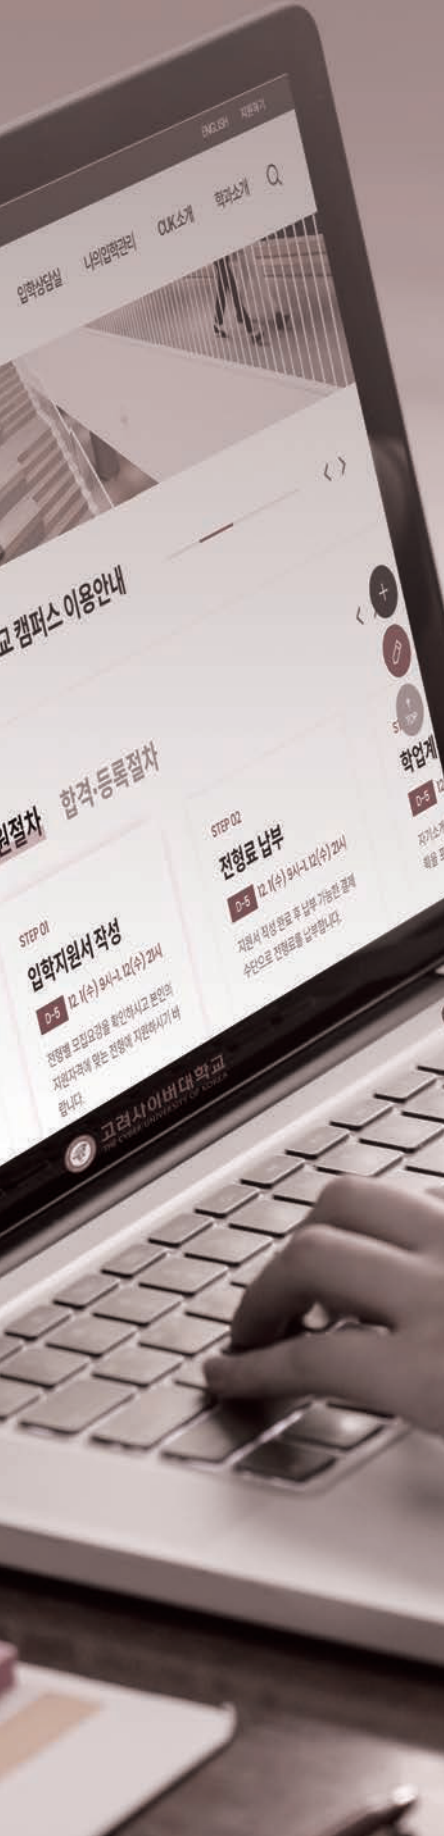 ENGLISH 지원하기
입학상담실 나의입학관리 CUK소개 학과소개
교 캠퍼스 이용안내
원절차 합격·등록절차
STEP 01
입학지원서 작성
D-5 12.1(수) 9시~1.12(수) 21시
전형별 모집요강을 확인하시고 본인의
지원자격에 맞는 전형에 지원하시기 바
랍니다.
STEP 02
전형료 납부
D-5 12.1(수) 9시~1.12(수) 21시
지원서 작성 완료 후 납부 가능한 결제
수단으로 전형료를 납부합니다.
학업계
D-5 12
TOP
고려사이버대학교
THE CYBER UNIVERSITY OF KOREA